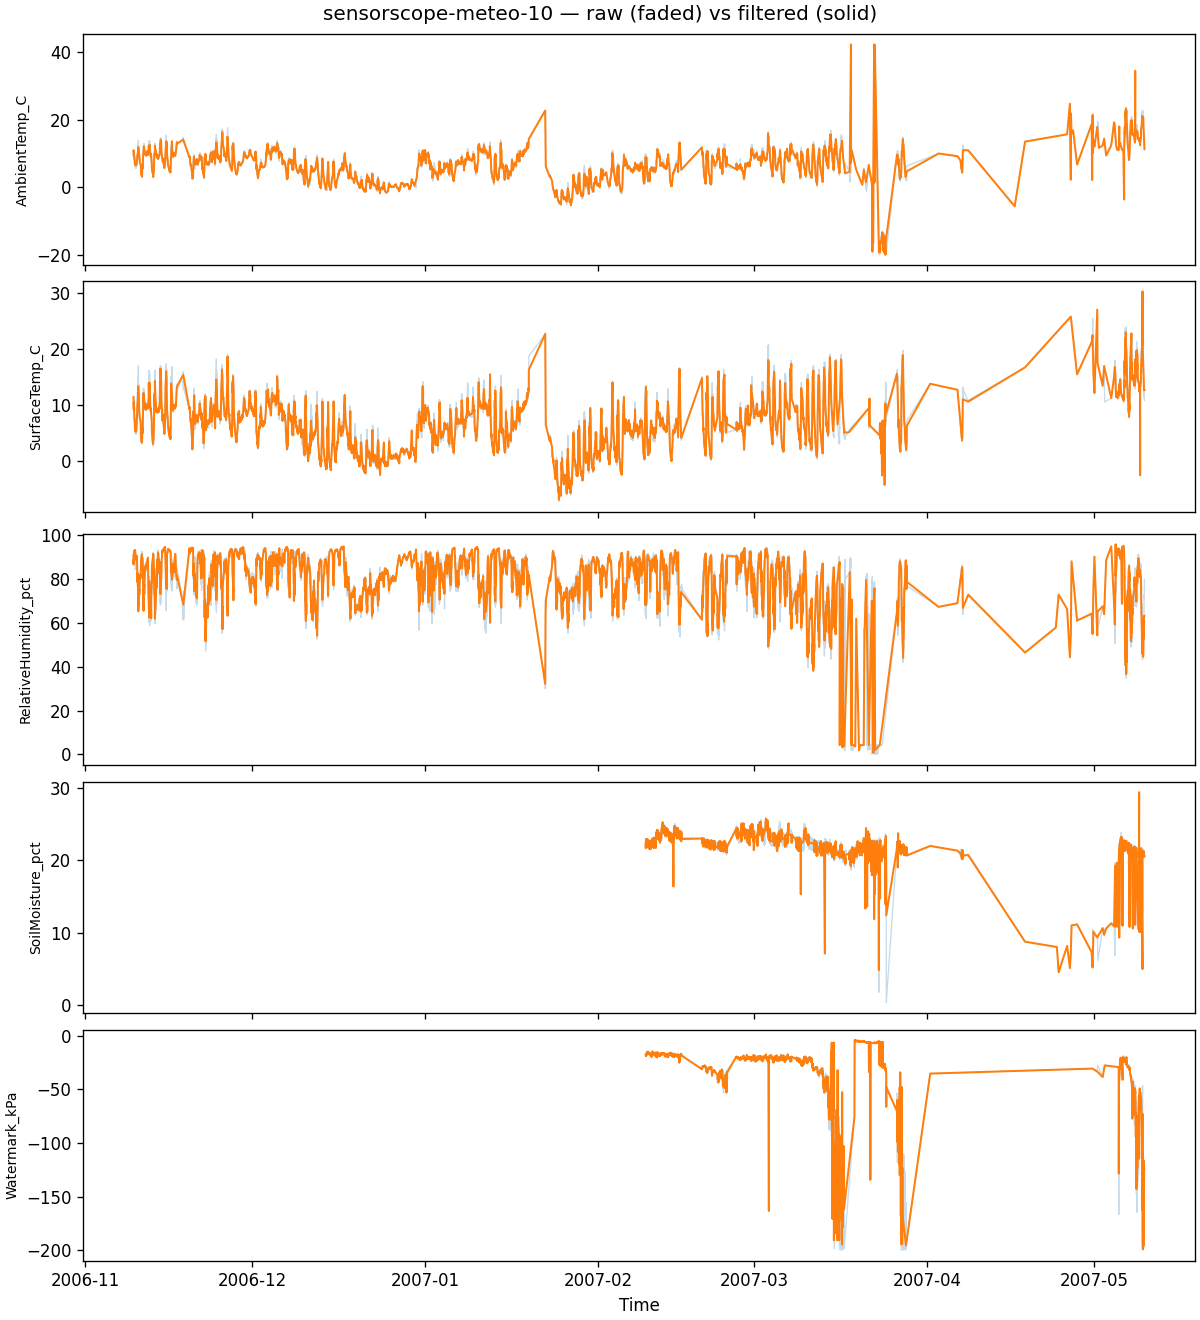 sensorscope-meteo-10 — raw (faded) vs filtered (solid)
AmbientTemp_C
40
20
0
−20
SurfaceTemp_C
30
20
10
0
RelativeHumidity_pct
100
80
60
40
20
0
SoilMoisture_pct
30
20
10
0
Watermark_kPa
0
−50
−100
−150
−200
2006-11 2006-12 2007-01 2007-02 2007-03 2007-04 2007-05
Time